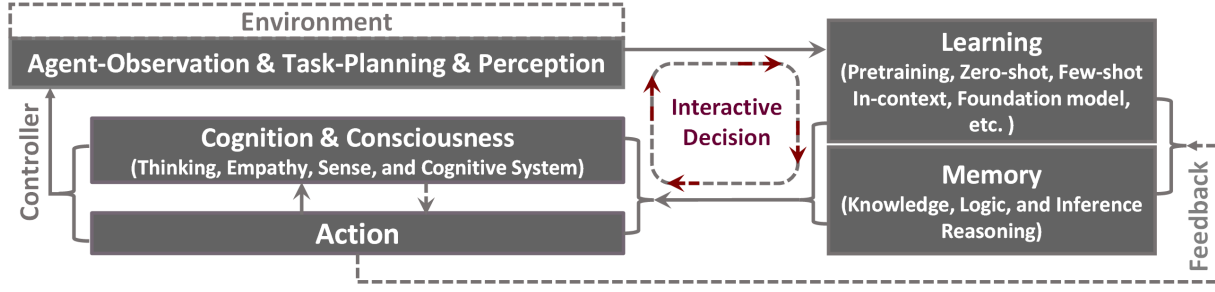 Environment
Agent-Observation & Task-Planning & Perception
Controller
Cognition & Consciousness
(Thinking, Empathy, Sense, and Cognitive System)
Action
Interactive
Decision
Learning
(Pretraining, Zero-shot, Few-shot
In-context, Foundation model,
etc. )
Memory
(Knowledge, Logic, and Inference
Reasoning)
Feedback